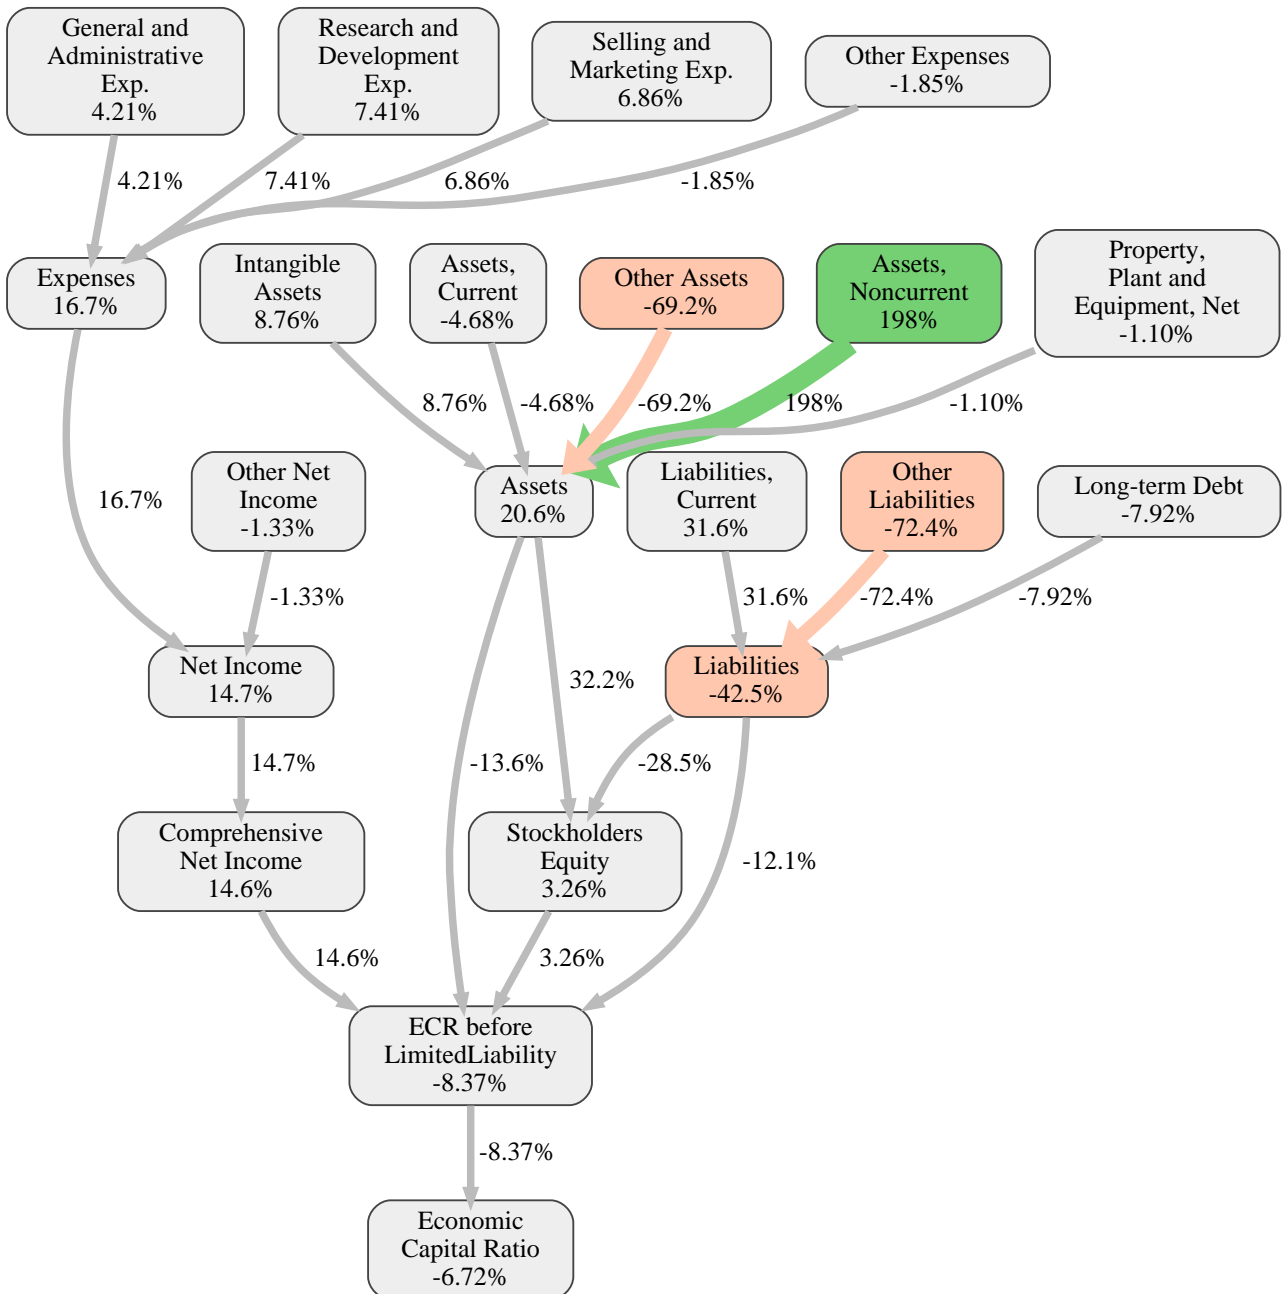 General and
Administrative
Exp.
4.21%
Research and
Development
Exp.
7.41%
Selling and
Marketing Exp.
6.86%
Other Expenses
-1.85%
4.21%
7.41%
6.86%
-1.85%
Expenses
16.7%
Intangible
Assets
8.76%
Assets,
Current
-4.68%
Other Assets
-69.2%
Assets,
Noncurrent
198%
Property,
Plant and
Equipment, Net
-1.10%
8.76%
-4.68%
-69.2%
198%
-1.10%
16.7%
Other Net
Income
-1.33%
Assets
20.6%
Liabilities,
Current
31.6%
Other
Liabilities
-72.4%
Long-term Debt
-7.92%
-1.33%
31.6%
-72.4%
-7.92%
Net Income
14.7%
32.2%
Liabilities
-42.5%
14.7%
-13.6%
-28.5%
Comprehensive
Net Income
14.6%
Stockholders
Equity
3.26%
-12.1%
14.6%
3.26%
ECR before
LimitedLiability
-8.37%
-8.37%
Economic
Capital Ratio
-6.72%